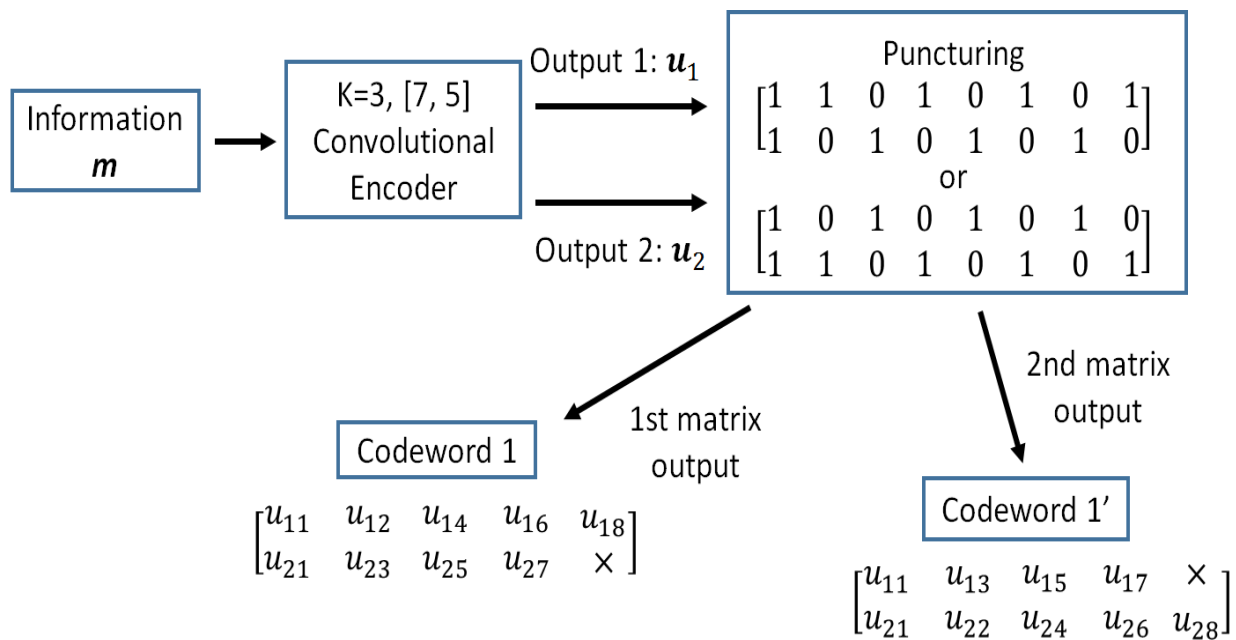 Information
m
K=3, [7, 5]
Convolutional
Encoder
Output 1: u₁
Output 2: u₂
Puncturing
[1 1 0 1 0 1 0 1]
[1 0 1 0 1 0 1 0]
or
[1 0 1 0 1 0 1 0]
[1 1 0 1 0 1 0 1]
1st matrix
output
2nd matrix
output
Codeword 1
[u₁₁ u₁₂ u₁₄ u₁₆ u₁₈]
[u₂₁ u₂₃ u₂₅ u₂₇ ×]
Codeword 1’
[u₁₁ u₁₃ u₁₅ u₁₇ ×]
[u₂₁ u₂₂ u₂₄ u₂₆ u₂₈]